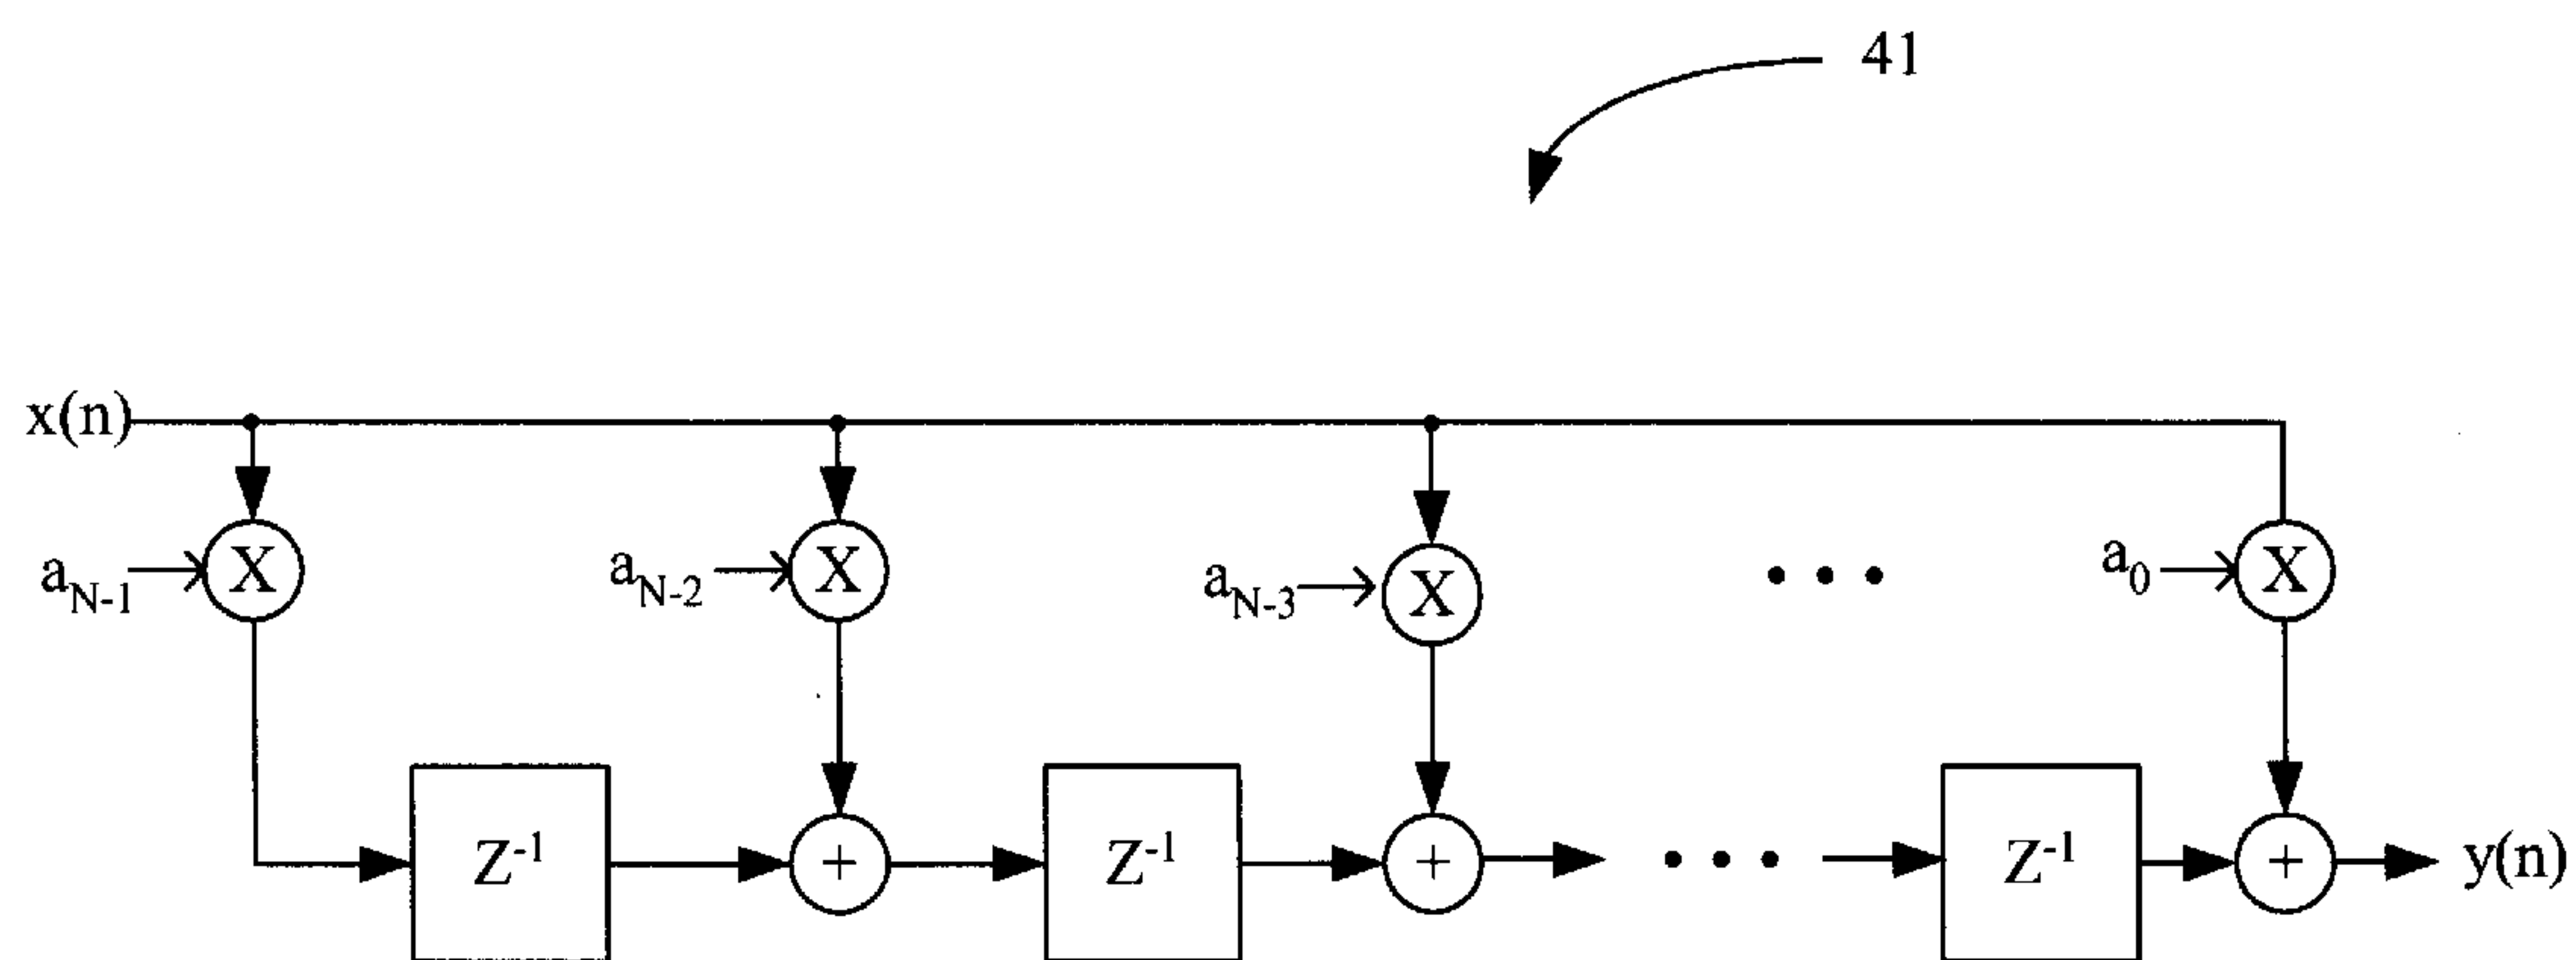 41
x(n)
a_{N-1} X a_{N-2} X a_{N-3} X • • • a_0 X
Z^{-1} + Z^{-1} + • • • Z^{-1} + y(n)